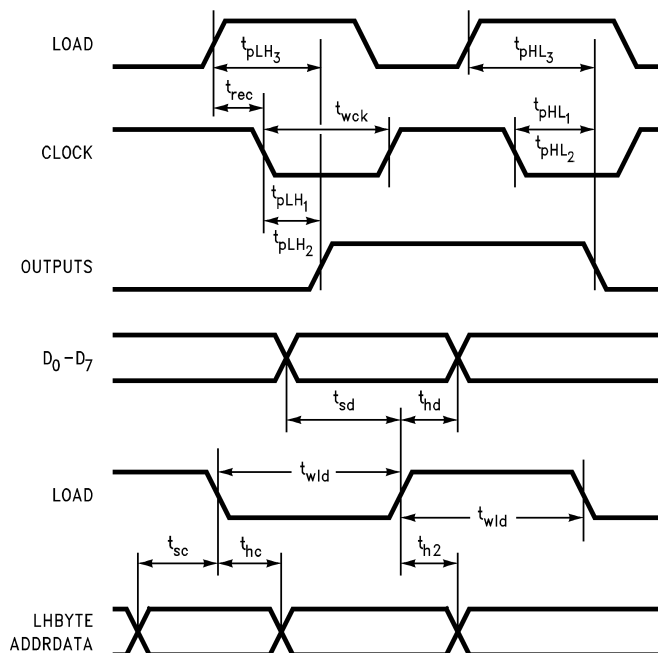 LOAD
tpLH3
tpHL3
trec
twck
tpHL1
CLOCK
tpHL2
tpLH1
tpLH2
OUTPUTS
D0-D7
tsd
thd
LOAD
twld
twld
tsc
thc
th2
LHBYTE
ADDRDATA